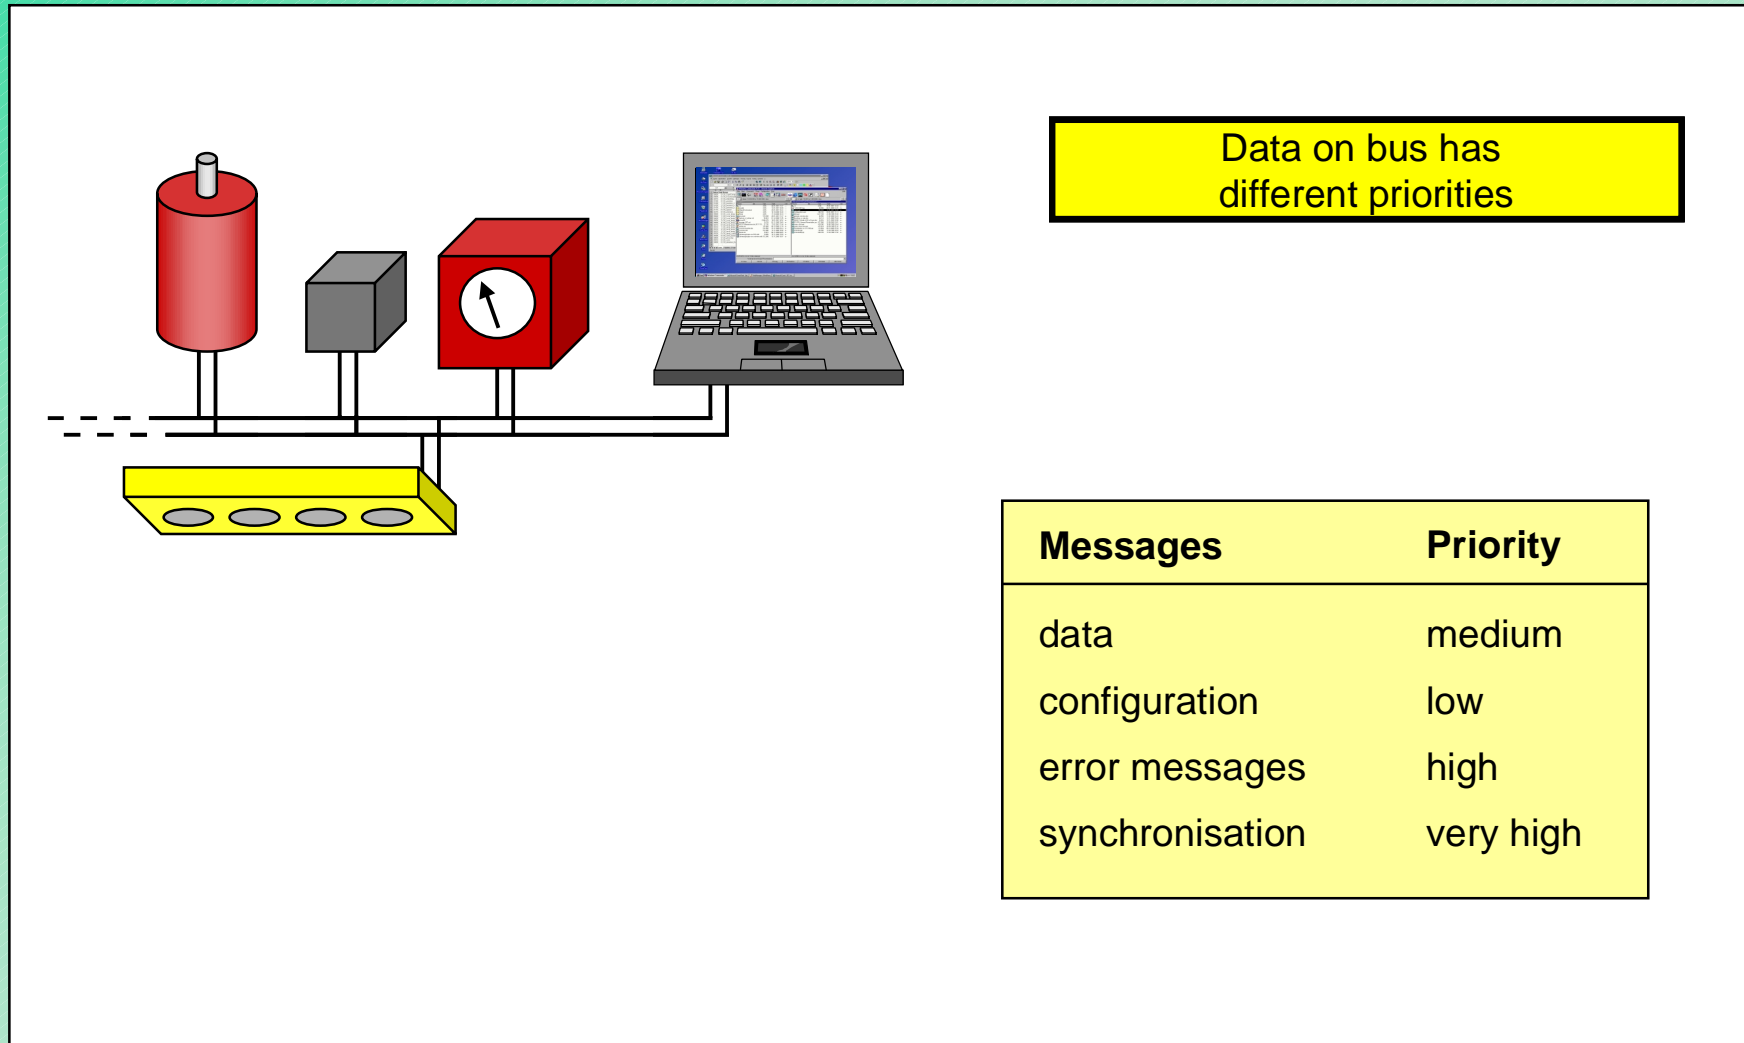 Data on bus has
different priorities
Messages Priority
data medium
configuration low
error messages high
synchronisation very high